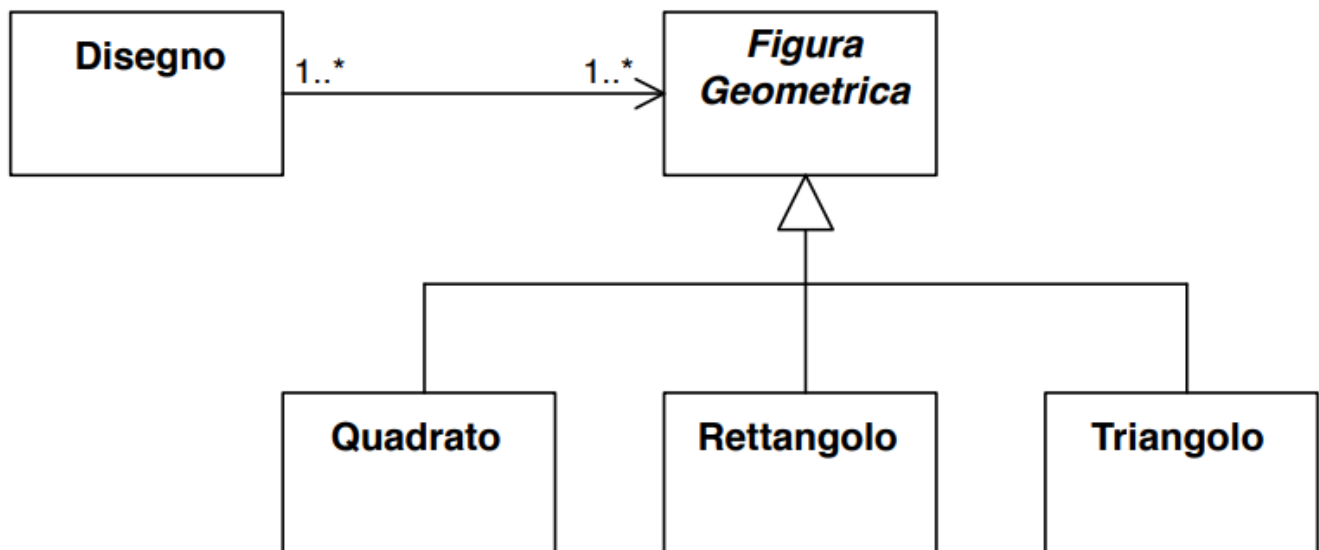 Disegno
1..*
1..*
Figura
Geometrica
Quadrato
Rettangolo
Triangolo